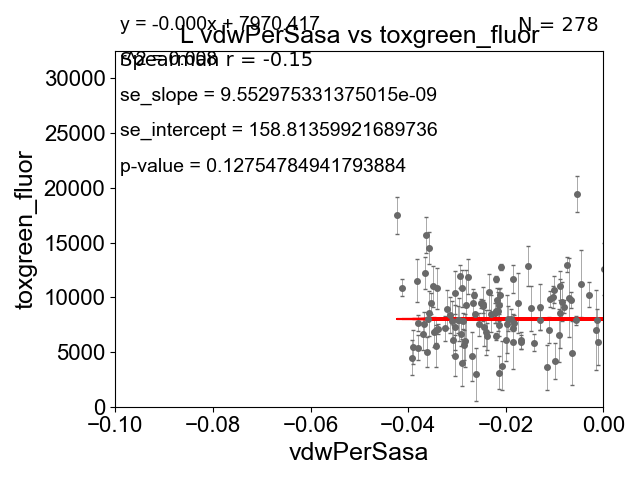 y = -0.000x + 7970.417
N = 278
L vdwPerSasa vs toxgreen_fluor
r^2 = 0.008
Spearman r = -0.15
se_slope = 9.552975331375015e-09
se_intercept = 158.81359921689736
p-value = 0.12754784941793884
30000
25000
20000
15000
10000
5000
0
toxgreen_fluor
−0.10 −0.08 −0.06 −0.04 −0.02 0.00
vdwPerSasa